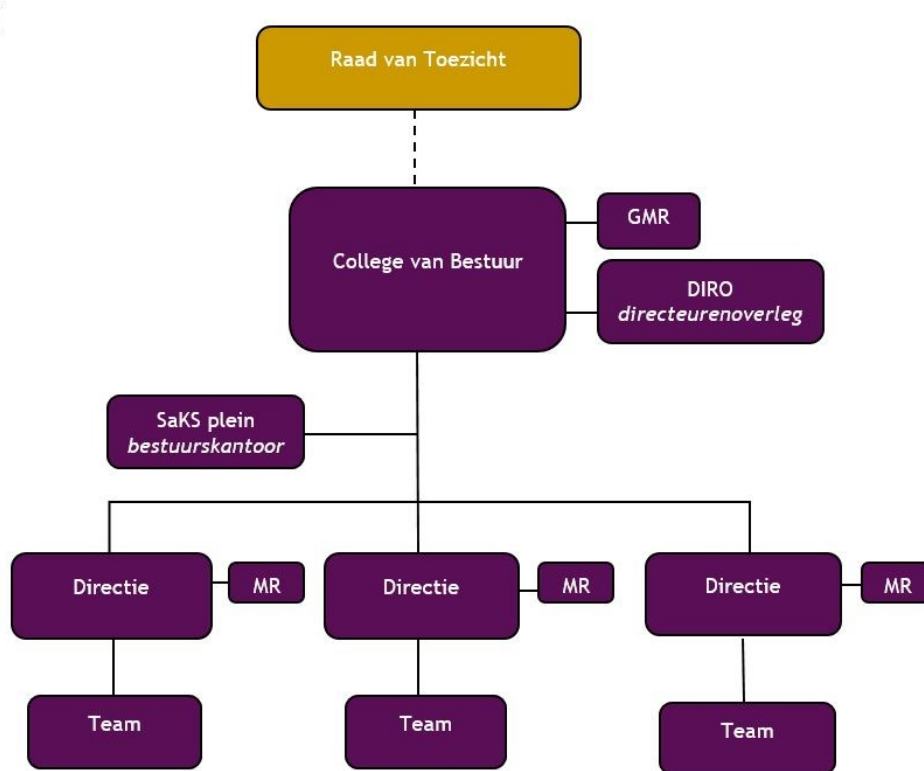 Raad van Toezicht
College van Bestuur
GMR
DIRO
directeurenoverleg
SaKS plein
bestuurskantoor
Directie
MR
Directie
MR
Directie
MR
Team
Team
Team